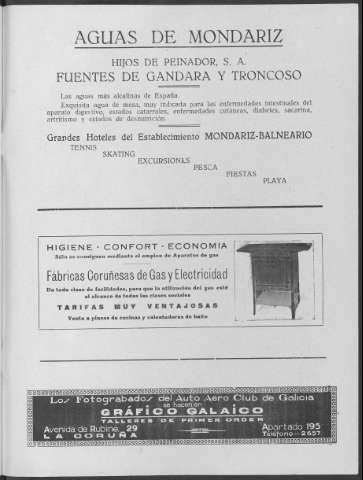 AGUAS DE MONDARIZ
HIJOS DE PEINADOR, S. A.
FUENTES DE GANDARA Y TRONCOSO
Las aguas más alcalinas de España.
Exquisita agua de mesa, muy indicada para las enfermedades intestinales del
aparato digestivo, estados catarrales, enfermedades cutáneas, diabetes, sacarina,
artritismo y estados de desnutrición.
Grandes Hoteles del Establecimiento MONDARIZ-BALNEARIO
TENNIS
SKATING
EXCURSIONES
PESCA
FIESTAS
PLAYA
HIGIENE - CONFORT - ECONOMIA
Sólo se consiguen mediante el empleo de Aparatos de gas
Fábricas Coruñesas de Gas y Electricidad
Da toda clase de facilidades, para que la utilización del gas esté
al alcance de todas las clases sociales
TARIFAS MUY VENTAJOSAS
Venta a plazos de cocinas y calentadores de baño
Los Fotograbados del Auto Aero Club de Galicia
se hacen en
GRÁFICO GALAICO
TALLERES DE PRIMER ORDEN
Avenida de Rubine, 29 Apartado 195
LA CORUÑA Teléfono - 2657